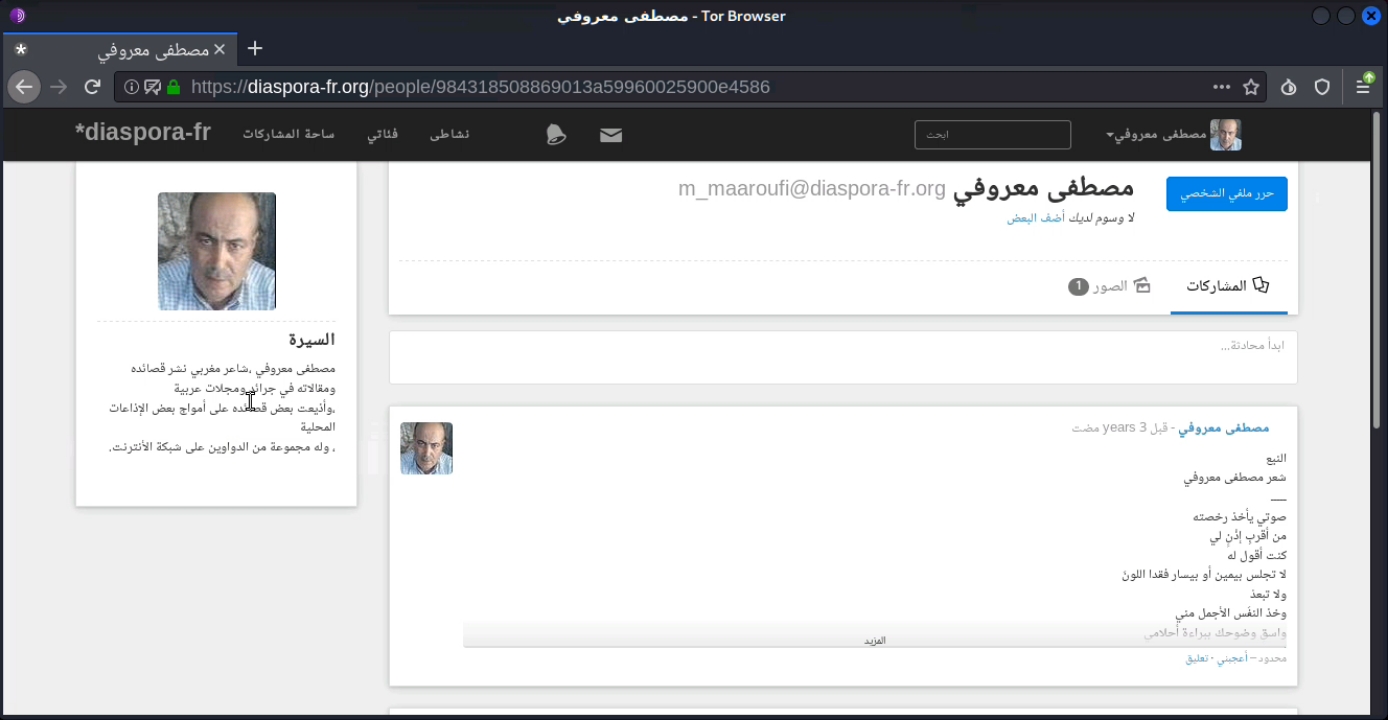 مصطفى معروفي - Tor Browser
مصطفى معروفي
https://diaspora-fr.org/people/984318508869013a59960025900e4586
diaspora-fr*
ساحة المشاركات
فئاتي
نشاطي
ابحث
مصطفى معروفي
مصطفى معروفي m_maaroufi@diaspora-fr.org
حرر ملفي الشخصي
لا وسوم لديك أضف البعض
المشاركات
الصور 1
السيرة
مصطفى معروفي ،شاعر مغربي نشر قصائده
ومقالاته في جرائد ومجلات عربية
،وأذيعت بعض قصائده على أمواج بعض الإذاعات
المحلية
، وله مجموعة من الدواوين على شبكة الأنترنت.
ابدأ محادثة...
مصطفى معروفي - قبل 3 years مضت
النبع
شعر مصطفى معروفي
ـــــ
صوتي يأخذ رخصته
من أقربِ إذْنٍ لي
كنت أقول له
لا تجلس بيمين أو بيسار فقدا اللونَ
ولا تبعدْ
وخذ النفَس الأجمل مني
واسق وضوحك ببراءة أحلامي
المزيد
محدود – أعجبني · تعليق